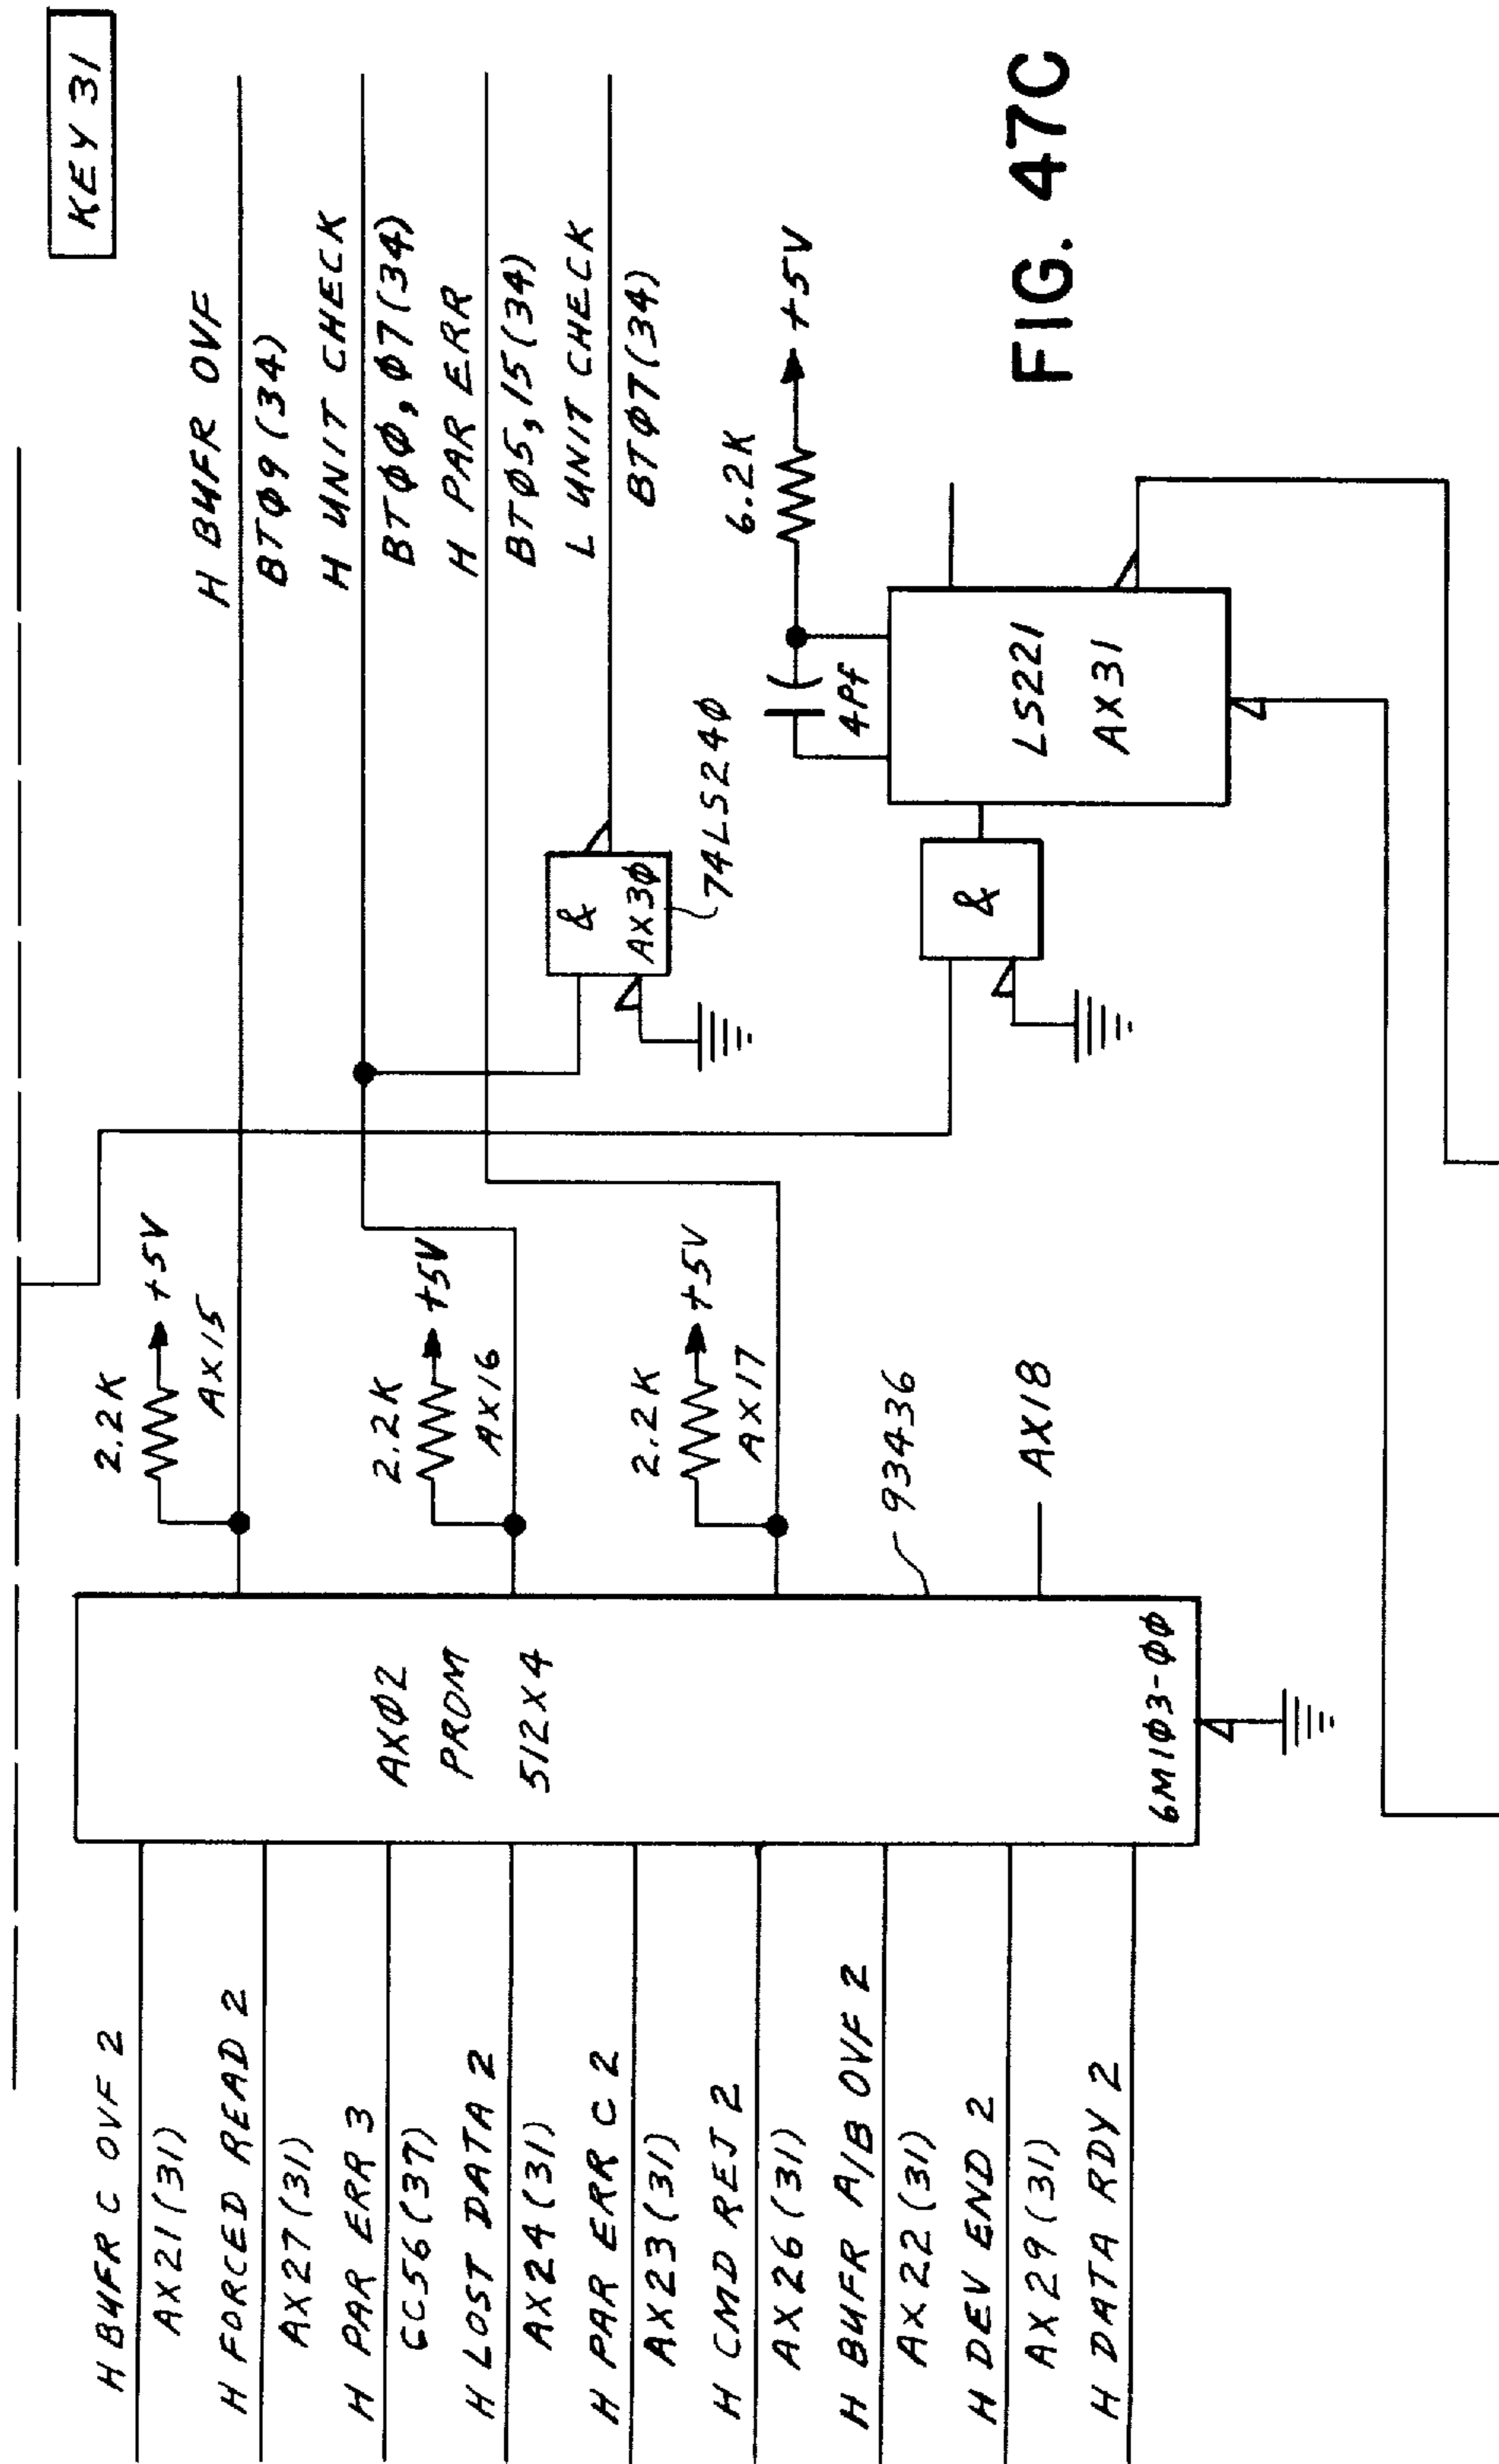 KEY 31
H BUFR C OVF 2
AX21(31)
H FORCED READ 2
AX27(31)
H PAR ERR 3
GC56(37)
H LOST DATA 2
AX24(31)
H PAR ERR C 2
AX23(31)
H CMD REJ 2
AX26(31)
H BUFR A/B OVF 2
AX22(31)
H DEV END 2
AX29(31)
H DATA RDY 2
AXØ2
PROM
512X4
6M1Ø3-ØØ
2.2K
+5V
AX15
2.2K
+5V
AX16
2.2K
+5V
AX17
93436
AX18
H BUFR OVF
BTØ9(34)
H UNIT CHECK
BTØØ,Ø7(34)
H PAR ERR
BTØ5,15(34)
L UNIT CHECK
BTØ7(34)
&
AX3Ø
74LS24Ø
6.2K
+5V
4Pf
&
LS221
AX31
FIG. 47C